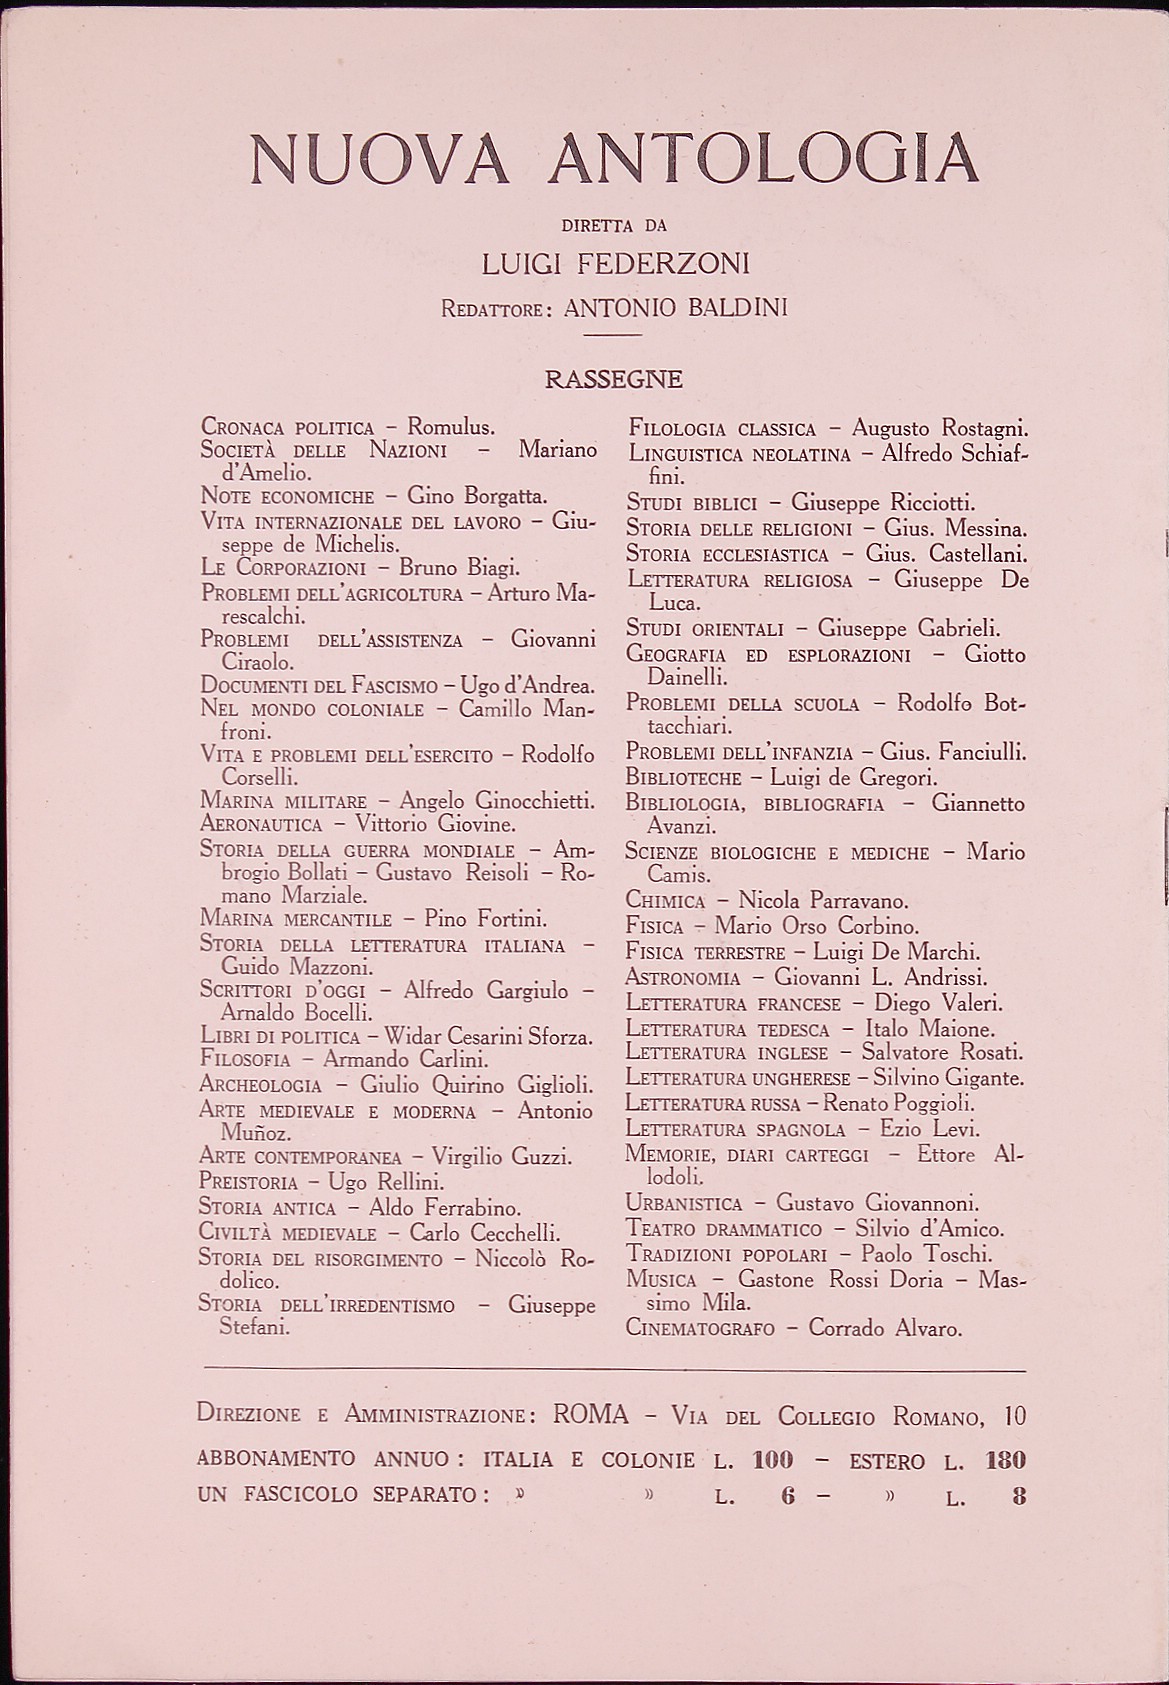 NUOVA ANTOLOGIA
DIRETTA DA
LUIGI FEDERZONI
REDATTORE: ANTONIO BALDINI
RASSEGNE
CRONACA POLITICA – Romulus.
SOCIETÀ DELLE NAZIONI – Mariano
d'Amelio.
NOTE ECONOMICHE – Gino Borgatta.
VITA INTERNAZIONALE DEL LAVORO – Giu-
seppe de Michelis.
LE CORPORAZIONI – Bruno Biagi.
PROBLEMI DELL'AGRICOLTURA – Arturo Ma-
rescalchi.
PROBLEMI DELL'ASSISTENZA – Giovanni
Ciraolo.
DOCUMENTI DEL FASCISMO – Ugo d'Andrea.
NEL MONDO COLONIALE – Camillo Man-
froni.
VITA E PROBLEMI DELL'ESERCITO – Rodolfo
Corselli.
MARINA MILITARE – Angelo Ginocchietti.
AERONAUTICA – Vittorio Giovine.
STORIA DELLA GUERRA MONDIALE – Am-
brogio Bollati – Gustavo Reisoli – Ro-
mano Marziale.
MARINA MERCANTILE – Pino Fortini.
STORIA DELLA LETTERATURA ITALIANA –
Guido Mazzoni.
SCRITTORI D'OGGI – Alfredo Gargiulo –
Arnaldo Bocelli.
LIBRI DI POLITICA – Widar Cesarini Sforza.
FILOSOFIA – Armando Carlini.
ARCHEOLOGIA – Giulio Quirino Giglioli.
ARTE MEDIEVALE E MODERNA – Antonio
Muñoz.
ARTE CONTEMPORANEA – Virgilio Guzzi.
PREISTORIA – Ugo Rellini.
STORIA ANTICA – Aldo Ferrabino.
CIVILTÀ MEDIEVALE – Carlo Cecchelli.
STORIA DEL RISORGIMENTO – Niccolò Ro-
dolico.
STORIA DELL'IRREDENTISMO – Giuseppe
Stefani.
FILOLOGIA CLASSICA – Augusto Rostagni.
LINGUISTICA NEOLATINA – Alfredo Schiaf-
fini.
STUDI BIBLICI – Giuseppe Ricciotti.
STORIA DELLE RELIGIONI – Gius. Messina.
STORIA ECCLESIASTICA – Gius. Castellani.
LETTERATURA RELIGIOSA – Giuseppe De
Luca.
STUDI ORIENTALI – Giuseppe Gabrieli.
GEOGRAFIA ED ESPLORAZIONI – Giotto
Dainelli.
PROBLEMI DELLA SCUOLA – Rodolfo Bot-
tacchiari.
PROBLEMI DELL'INFANZIA – Gius. Fanciulli.
BIBLIOTECHE – Luigi de Gregori.
BIBLIOLOGIA, BIBLIOGRAFIA – Giannetto
Avanzi.
SCIENZE BIOLOGICHE E MEDICHE – Mario
Camis.
CHIMICA – Nicola Parravano.
FISICA – Mario Orso Corbino.
FISICA TERRESTRE – Luigi De Marchi.
ASTRONOMIA – Giovanni L. Andrissi.
LETTERATURA FRANCESE – Diego Valeri.
LETTERATURA TEDESCA – Italo Maione.
LETTERATURA INGLESE – Salvatore Rosati.
LETTERATURA UNGHERESE – Silvino Gigante.
LETTERATURA RUSSA – Renato Poggioli.
LETTERATURA SPAGNOLA – Ezio Levi.
MEMORIE, DIARI CARTEGGI – Ettore Al-
lodoli.
URBANISTICA – Gustavo Giovannoni.
TEATRO DRAMMATICO – Silvio d'Amico.
TRADIZIONI POPOLARI – Paolo Toschi.
MUSICA – Gastone Rossi Doria – Mas-
simo Mila.
CINEMATOGRAFO – Corrado Alvaro.
DIREZIONE E AMMINISTRAZIONE: ROMA – VIA DEL COLLEGIO ROMANO, 10
ABBONAMENTO ANNUO: ITALIA E COLONIE L. 100 – ESTERO L. 180
UN FASCICOLO SEPARATO: » » L. 6 – » L. 8